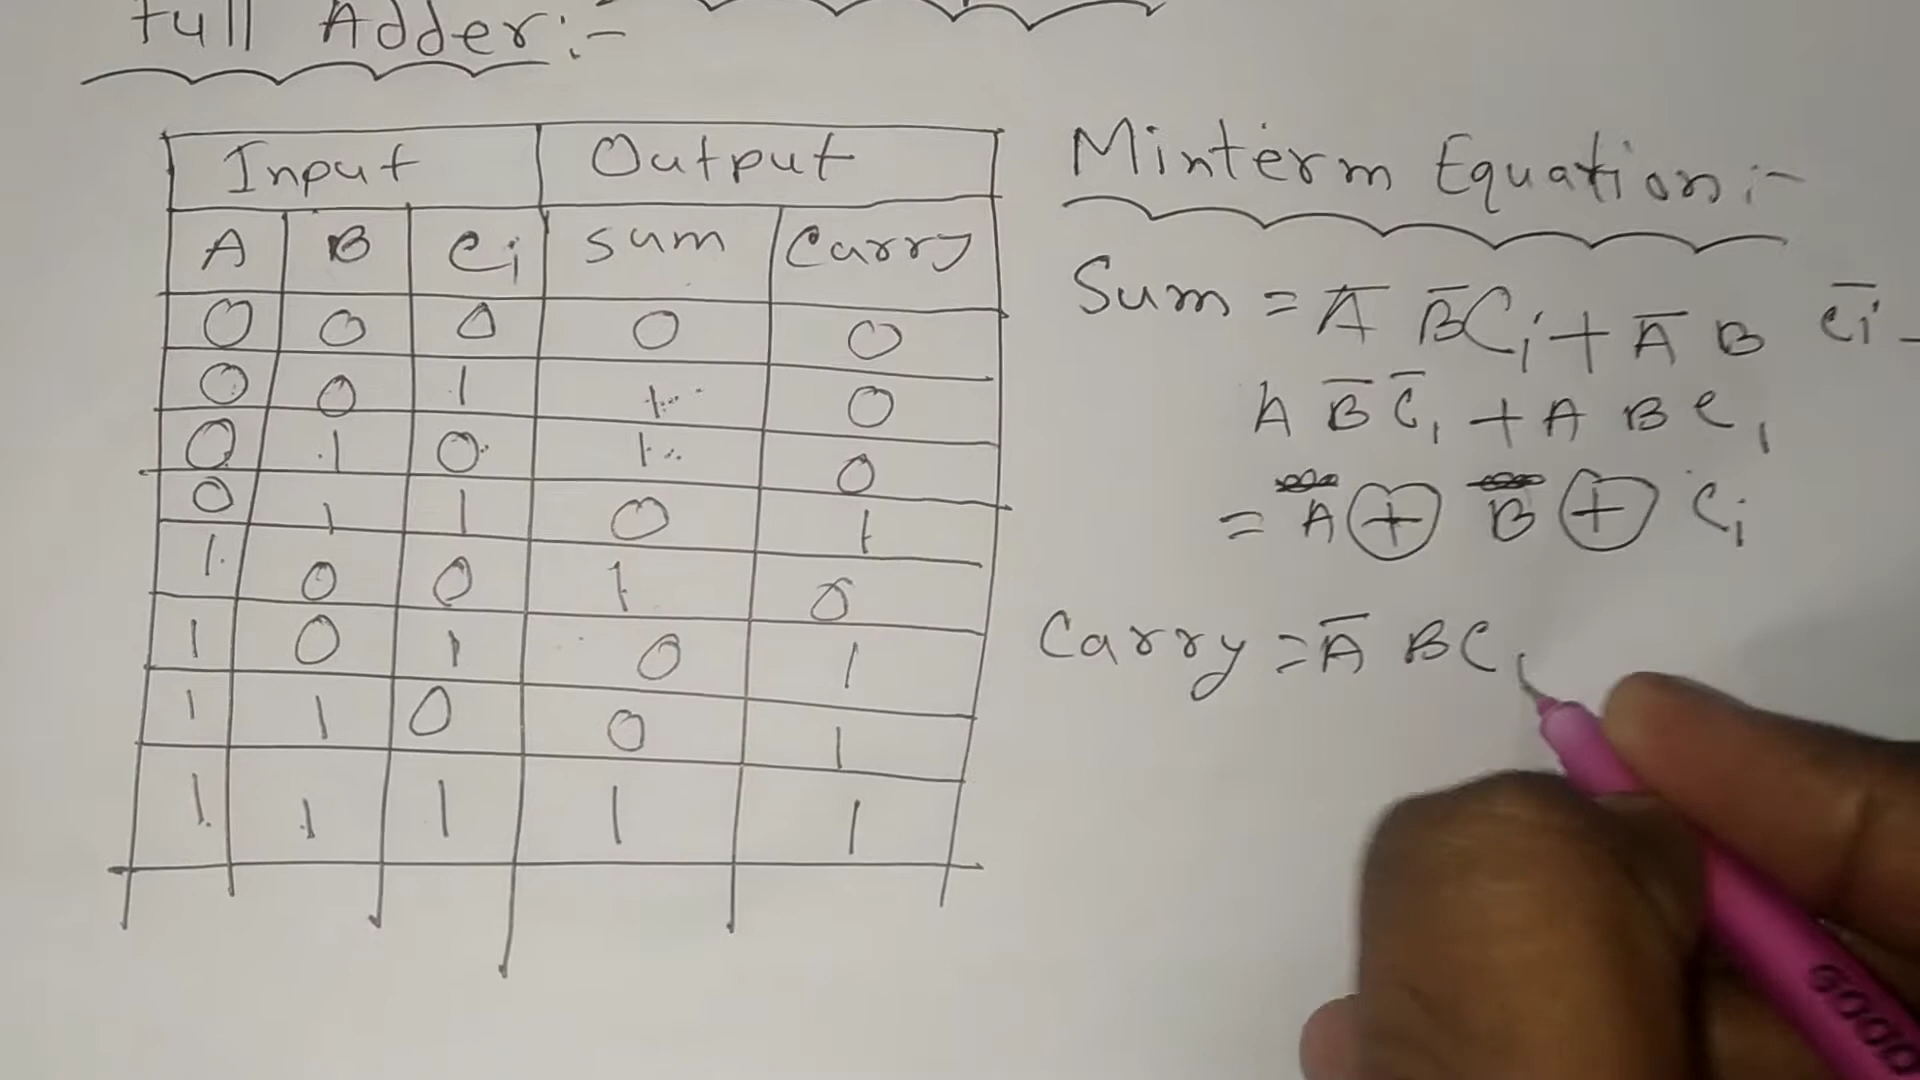 Full Adder:-
Input Output
A B Ci Sum Carry
0 0 0 0 0
0 0 1 1 0
0 1 0 1 0
0 1 1 0 1
1 0 0 1 0
1 0 1 0 1
1 1 0 0 1
1 1 1 1 1
Minterm Equation:-
Sum = A̅ B̅Ci + A̅ B C̅i -
A B̅ C̅i + A B Ci
= A ⊕ B ⊕ Ci
Carry = A̅ B C